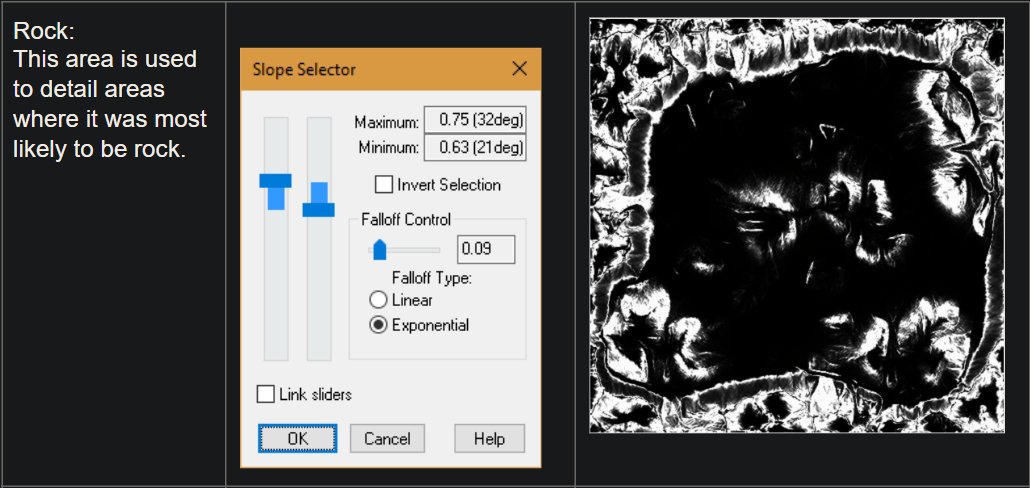 Rock:
This area is used
to detail areas
where it was most
likely to be rock.
Slope Selector
Maximum: 0.75 (32deg)
Minimum: 0.63 (21deg)
Invert Selection
Falloff Control
0.09
Falloff Type:
Linear
Exponential
Link sliders
OK Cancel Help